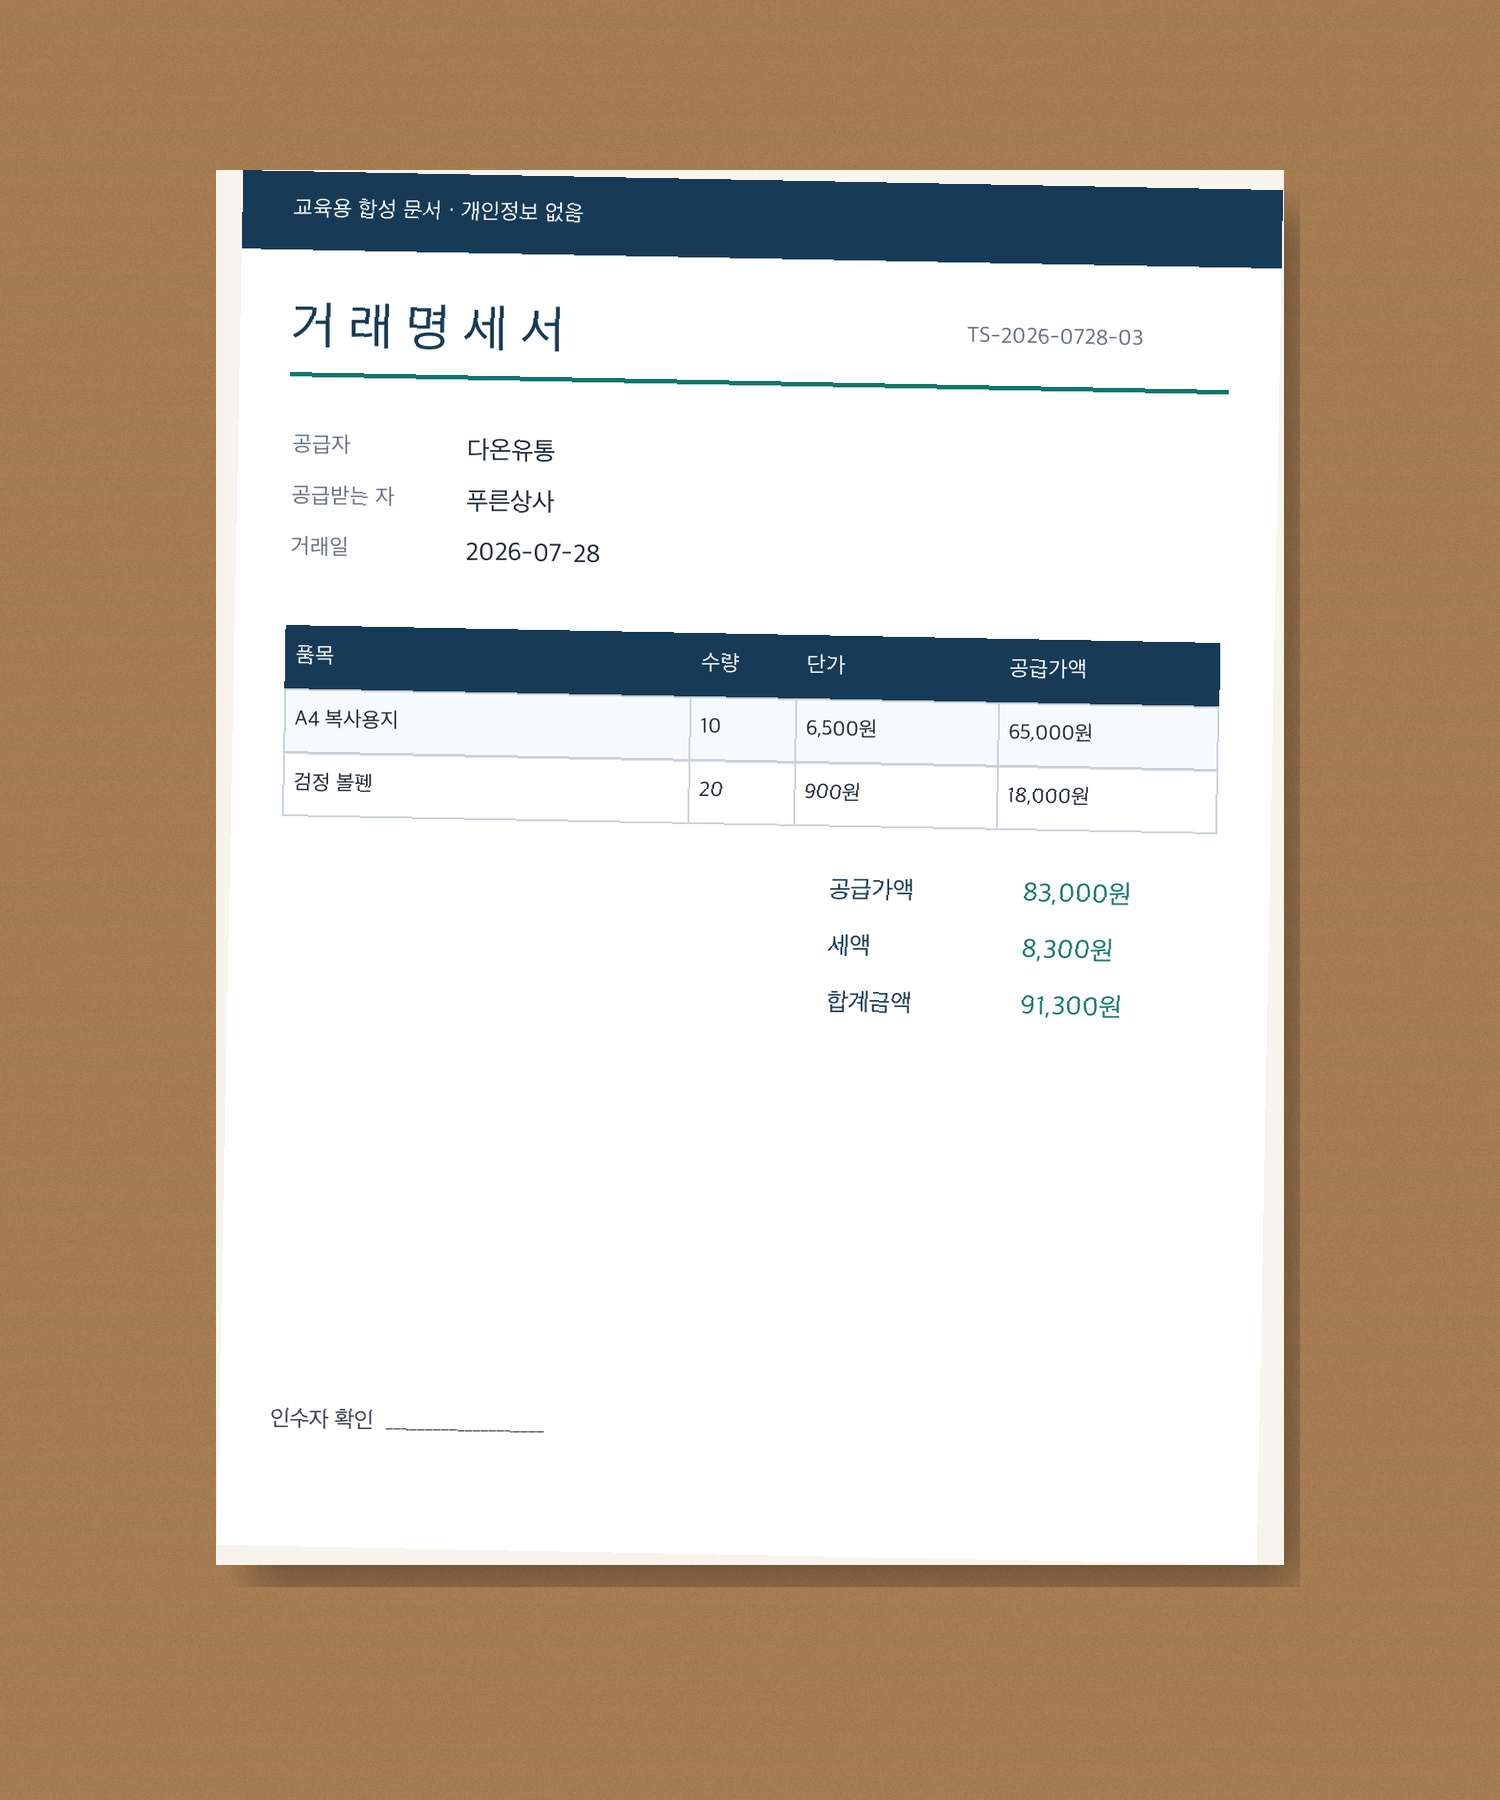 교육용 합성 문서 · 개인정보 없음
거래명세서 TS-2026-0728-03
공급자 다온유통
공급받는 자 푸른상사
거래일 2026-07-28
품목 수량 단가 공급가액
A4 복사용지 10 6,500원 65,000원
검정 볼펜 20 900원 18,000원
공급가액 83,000원
세액 8,300원
합계금액 91,300원
인수자 확인 __________________